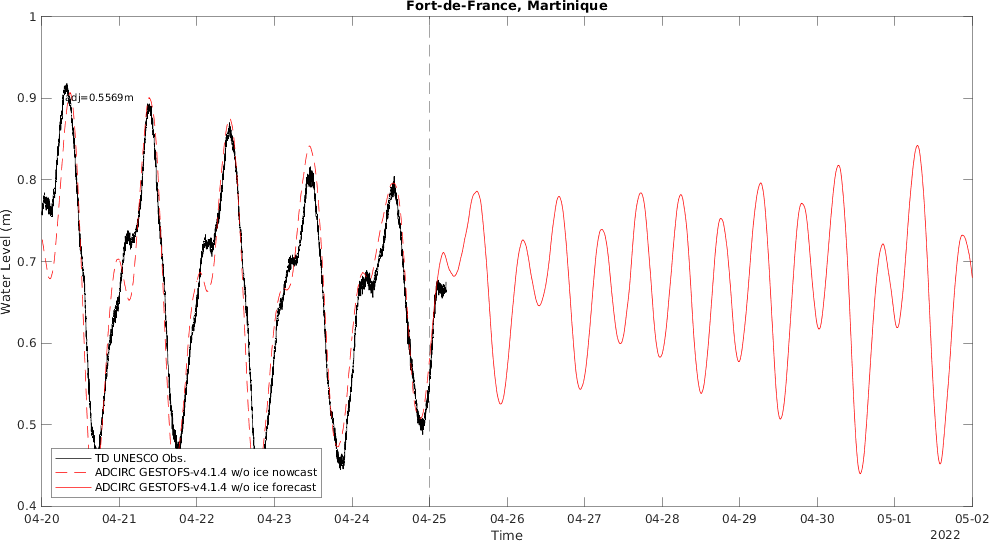 Fort-de-France, Martinique
1
0.9
0.8
0.7
0.6
0.5
0.4
Water Level (m)
adj=0.5569m
TD UNESCO Obs.
ADCIRC GESTOFS-v4.1.4 w/o ice nowcast
ADCIRC GESTOFS-v4.1.4 w/o ice forecast
04-20 04-21 04-22 04-23 04-24 04-25 04-26 04-27 04-28 04-29 04-30 05-01 05-02
Time
2022